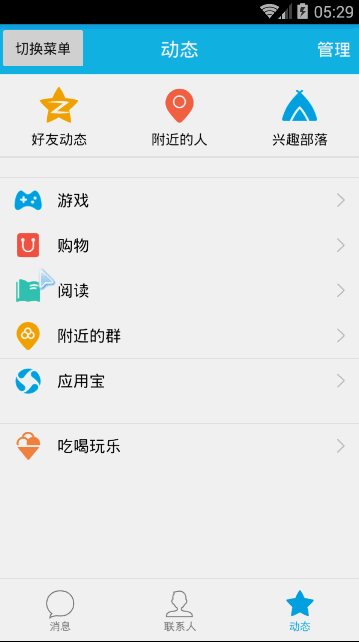 05:29
切换菜单 动态 管理
好友动态 附近的人 兴趣部落
游戏
购物
阅读
附近的群
应用宝
吃喝玩乐
消息 联系人 动态